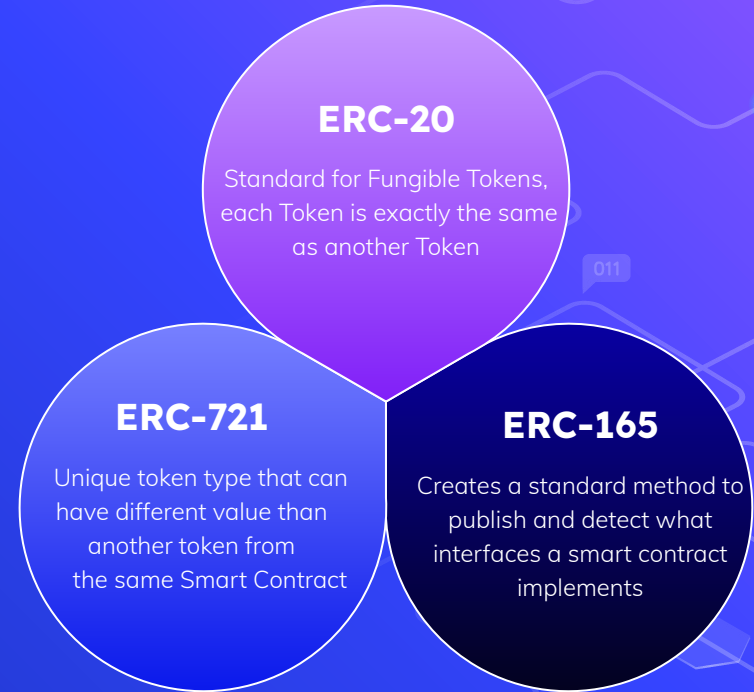 ERC-20
Standard for Fungible Tokens,
each Token is exactly the same
as another Token
011
ERC-721
Unique token type that can
have different value than
another token from
the same Smart Contract
ERC-165
Creates a standard method to
publish and detect what
interfaces a smart contract
implements